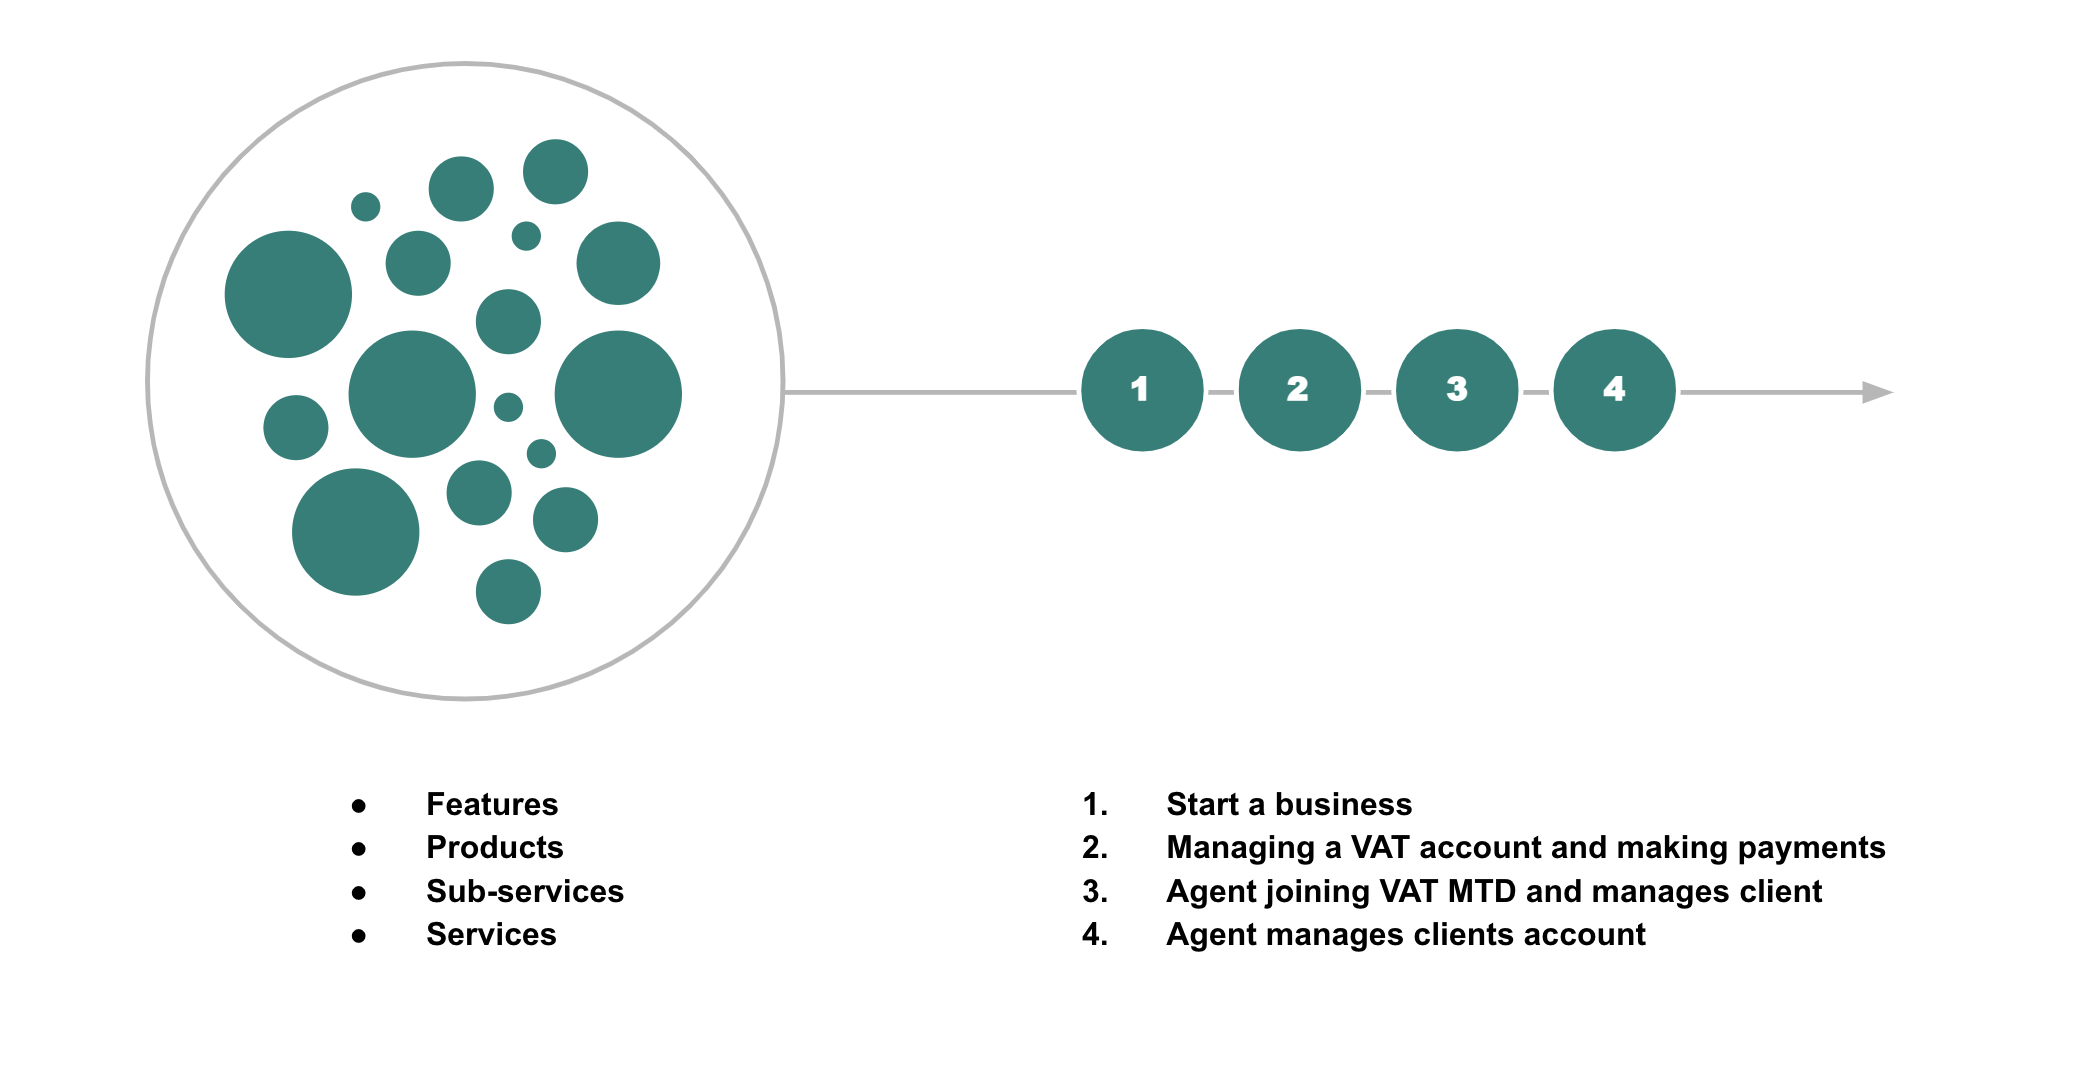 1 2 3 4
● Features
● Products
● Sub-services
● Services
1. Start a business
2. Managing a VAT account and making payments
3. Agent joining VAT MTD and manages client
4. Agent manages clients account